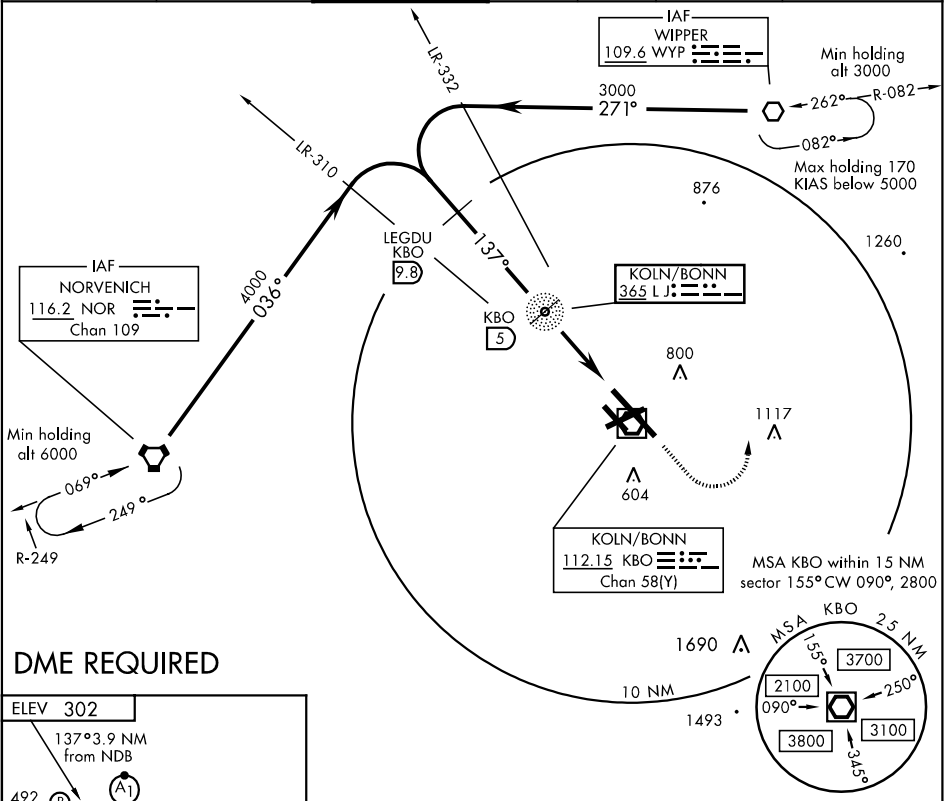 IAF
WIPPER
109.6 WYP
Min holding
alt 3000
LR-332
3000
271°
262°
R-082
082°
Max holding 170
KIAS below 5000
LR-310
876
1260
LEGDU
KBO
9.8
137°
IAF
NORVENICH
116.2 NOR
Chan 109
4000
036°
KOLN/BONN
365 LJ
KBO
5
800
1117
Min holding
alt 6000
069°
249°
R-249
604
KOLN/BONN
112.15 KBO
Chan 58(Y)
MSA KBO within 15 NM
sector 155° CW 090°, 2800
1690
10 NM
1493
MSA KBO 25 NM
155°
3700
2100
250°
090°
3800
3100
345°
DME REQUIRED
ELEV 302
137° 3.9 NM
from NDB
A1
492